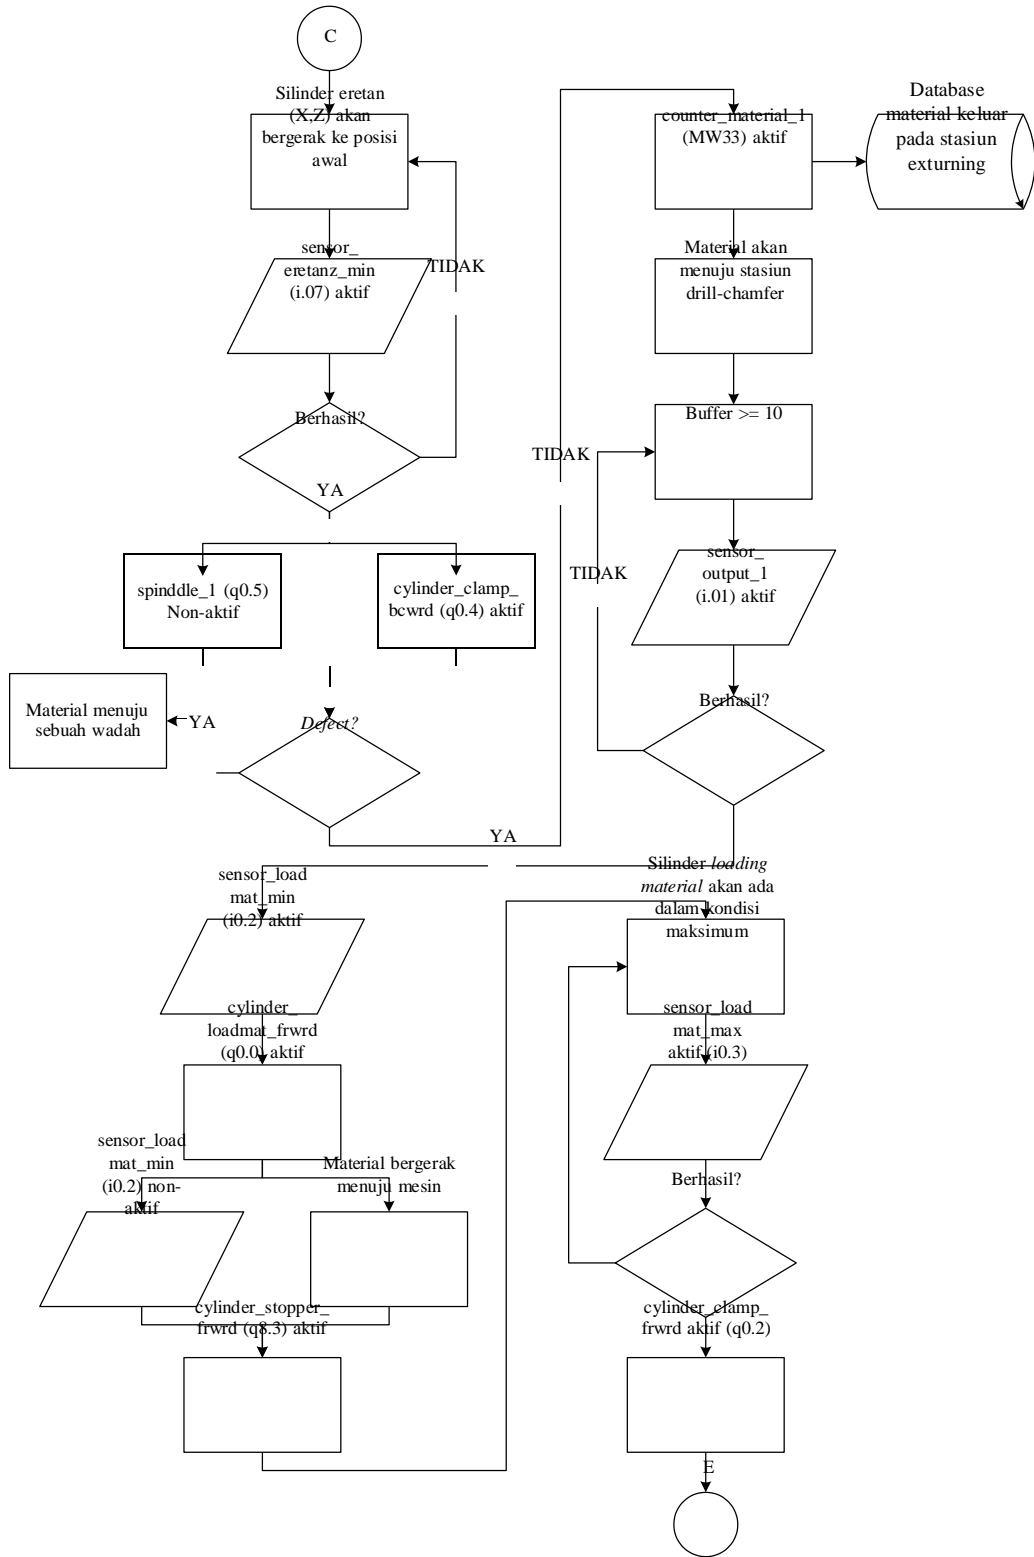 C
Silinder eretan
(X,Z) akan
bergerak ke posisi
awal
sensor_
eretanz_min
(i.07) aktif
TIDAK
Berhasil?
YA
spinddle_1 (q0.5)
Non-aktif
cylinder_clamp_
bcwrd (q0.4) aktif
Material menuju
sebuah wadah
YA
Defect?
YA
TIDAK
counter_material_1
(MW33) aktif
Database
material keluar
pada stasiun
exturning
Material akan
menuju stasiun
drill-chamfer
Buffer >= 10
TIDAK
sensor_
output_1
(i.01) aktif
Berhasil?
sensor_load
mat_min
(i0.2) aktif
cylinder_
loadmat_frwrd
(q0.0) aktif
sensor_load
mat_min
(i0.2) non-
aktif
Material bergerak
menuju mesin
cylinder_stopper_
frwrd (q8.3) aktif
Silinder loading
material akan ada
dalam kondisi
maksimum
sensor_load
mat_max
aktif (i0.3)
Berhasil?
cylinder_clamp_
frwrd aktif (q0.2)
E